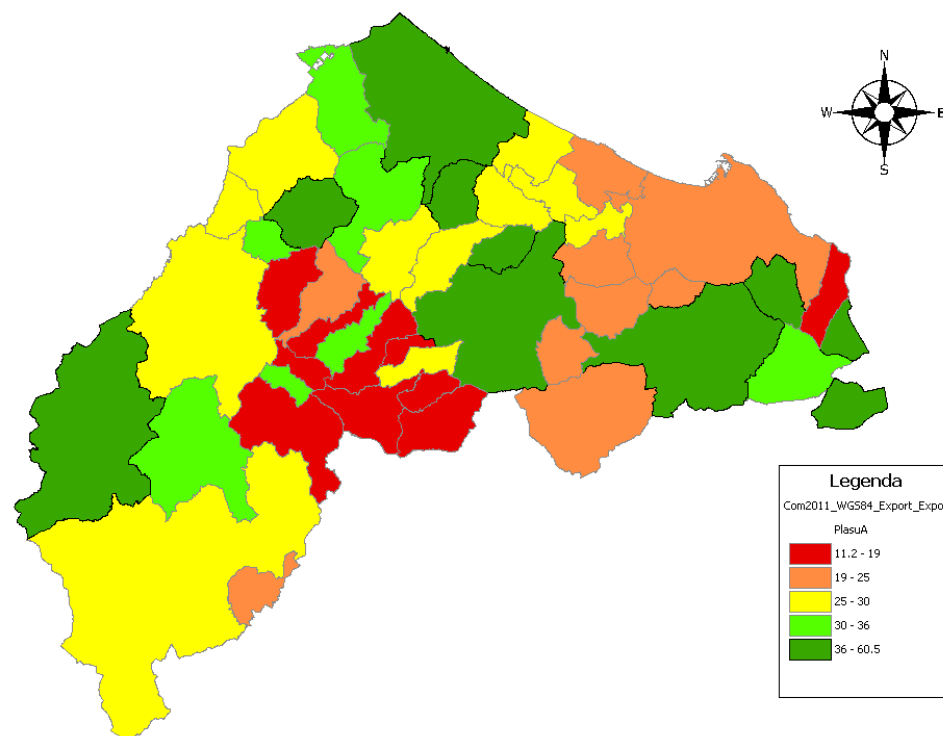 N
W
E
S
Legenda
Com2011_WGS84_Export_Expo
PlasuA
11.2 - 19
19 - 25
25 - 30
30 - 36
36 - 60.5